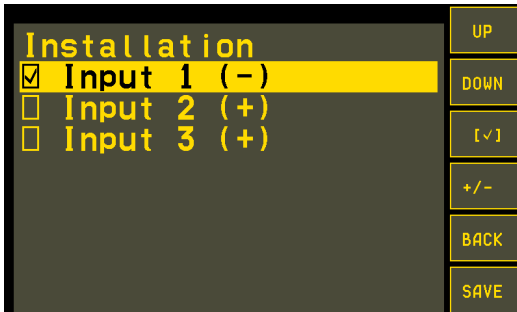 Installation
☑ Input 1 (-)
☐ Input 2 (+)
☐ Input 3 (+)
UP
DOWN
[✓]
+/-
BACK
SAVE